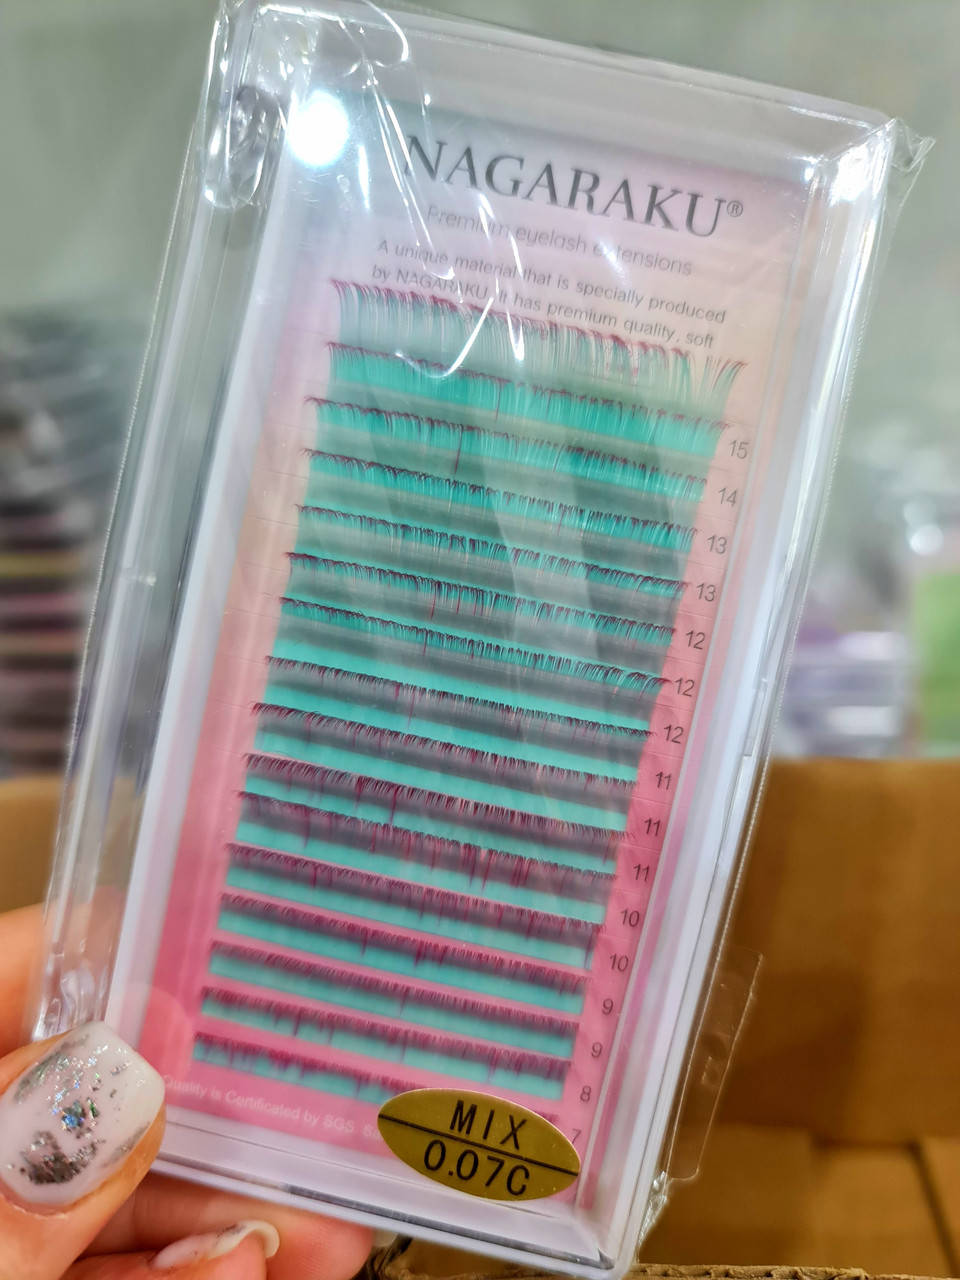 NAGARAKU®
Premium eyelash extensions
A unique material that is specially produced
by NAGARAKU. It has premium quality, soft
15
14
13
13
12
12
12
11
11
11
10
10
9
9
8
7
Quality is Certificated by SGS.
MIX
0.07C